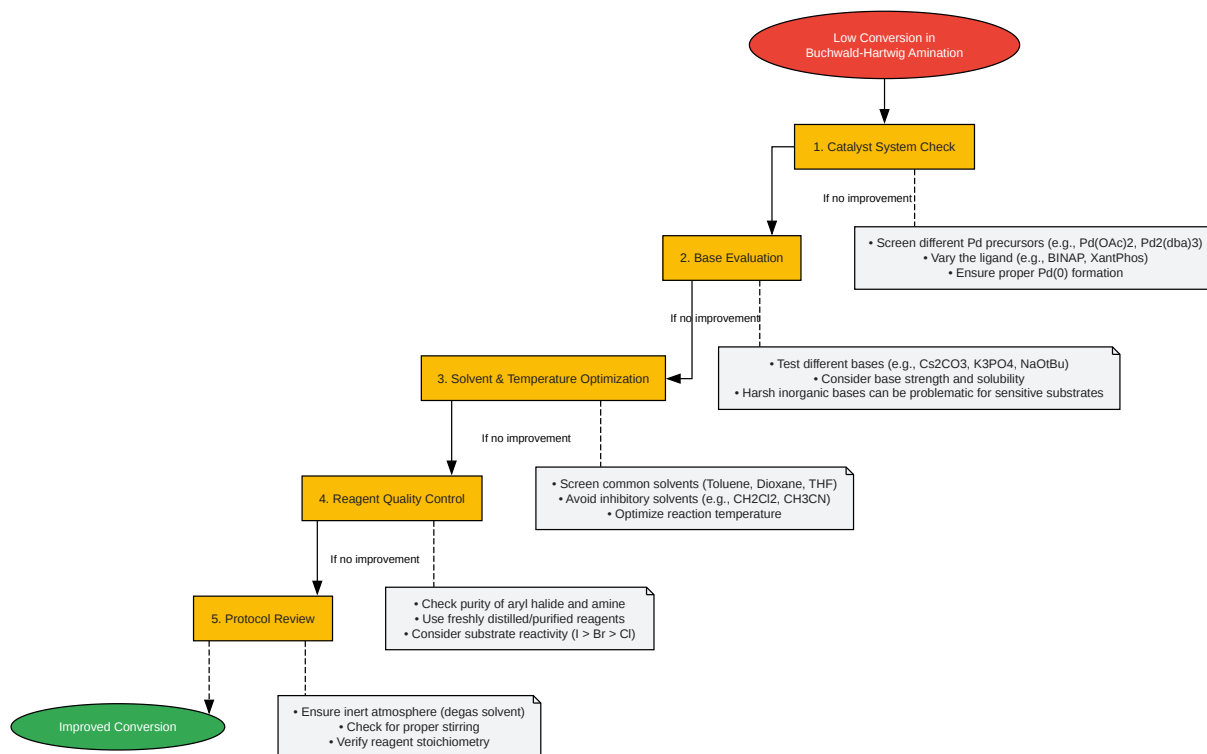 Low Conversion in
Buchwald-Hartwig Amination
1. Catalyst System Check
If no improvement
• Screen different Pd precursors (e.g., Pd(OAc)2, Pd2(dba)3)
• Vary the ligand (e.g., BINAP, XantPhos)
• Ensure proper Pd(0) formation
2. Base Evaluation
If no improvement
• Test different bases (e.g., Cs2CO3, K3PO4, NaOtBu)
• Consider base strength and solubility
• Harsh inorganic bases can be problematic for sensitive substrates
3. Solvent & Temperature Optimization
If no improvement
• Screen common solvents (Toluene, Dioxane, THF)
• Avoid inhibitory solvents (e.g., CH2Cl2, CH3CN)
• Optimize reaction temperature
4. Reagent Quality Control
If no improvement
• Check purity of aryl halide and amine
• Use freshly distilled/purified reagents
• Consider substrate reactivity (I > Br > Cl)
5. Protocol Review
• Ensure inert atmosphere (degas solvent)
• Check for proper stirring
• Verify reagent stoichiometry
Improved Conversion